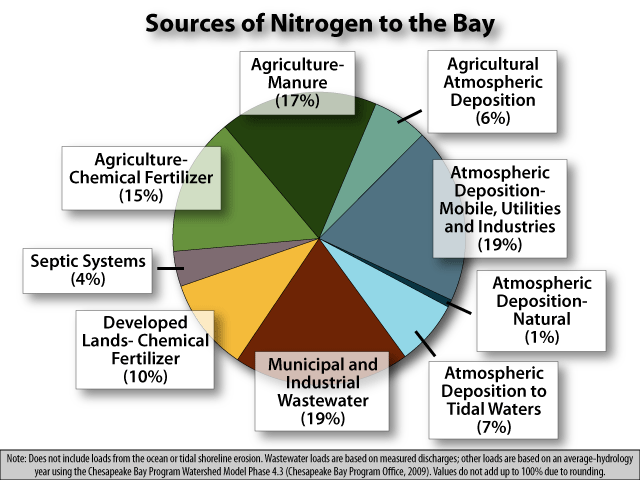 Sources of Nitrogen to the Bay
Agriculture-
Manure
(17%)
Agricultural
Atmospheric
Deposition
(6%)
Agriculture-
Chemical Fertilizer
(15%)
Atmospheric
Deposition-
Mobile, Utilities
and Industries
(19%)
Septic Systems
(4%)
Atmospheric
Deposition-
Natural
(1%)
Developed
Lands- Chemical
Fertilizer
(10%)
Municipal and
Industrial
Wastewater
(19%)
Atmospheric
Deposition to
Tidal Waters
(7%)
Note: Does not include loads from the ocean or tidal shoreline erosion. Wastewater loads are based on measured discharges; other loads are based on an average-hydrology
year using the Chesapeake Bay Program Watershed Model Phase 4.3 (Chesapeake Bay Program Office, 2009). Values do not add up to 100% due to rounding.